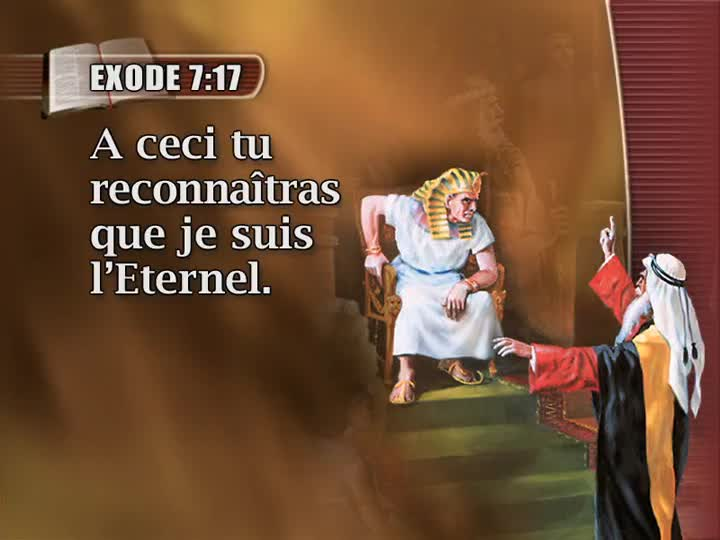 EXODE 7:17
A ceci tu
reconnaîtras
que je suis
l'Eternel.